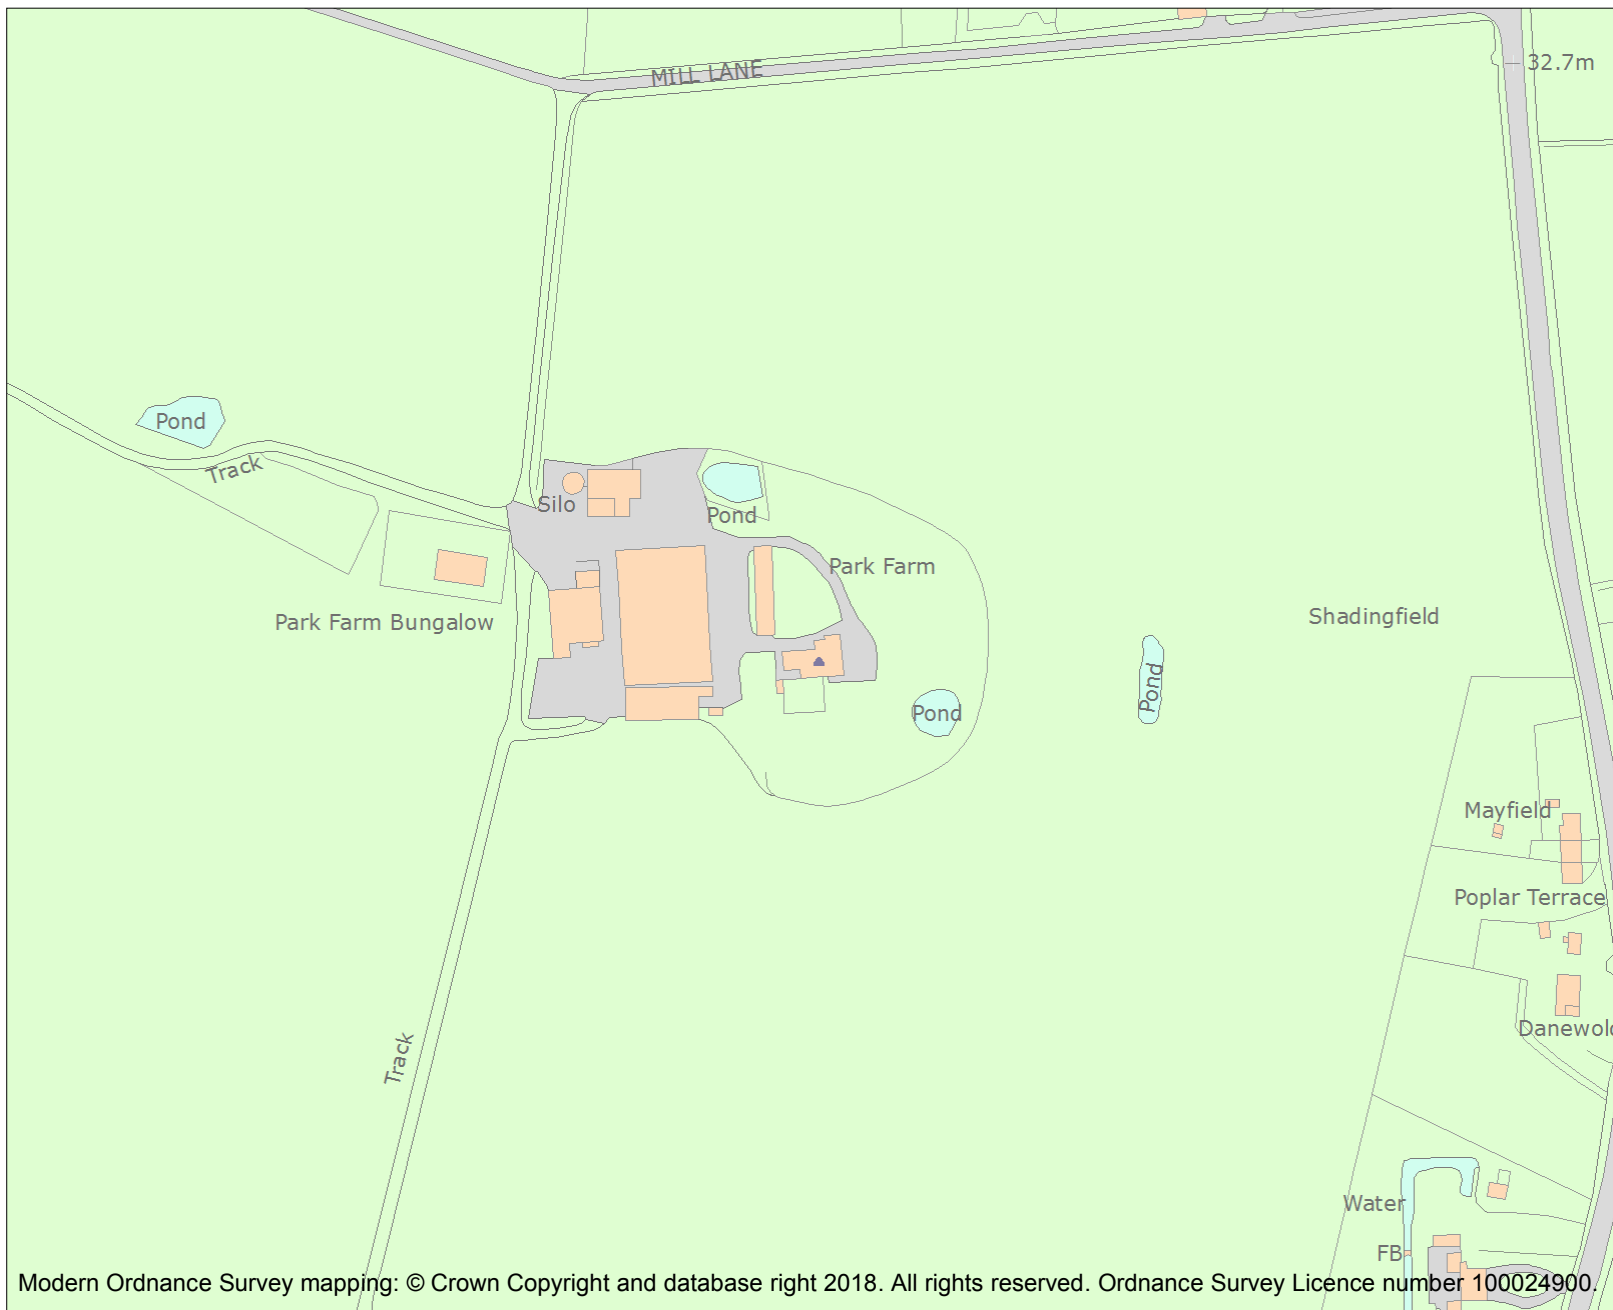 MILL LANE
32.7m
Pond
Track
Silo
Pond
Park Farm
Park Farm Bungalow
Shadingfield
Pond
Pond
Mayfield
Poplar Terrace
Danewold
Track
Water
FB
Modern Ordnance Survey mapping: © Crown Copyright and database right 2018. All rights reserved. Ordnance Survey Licence number 100024900.